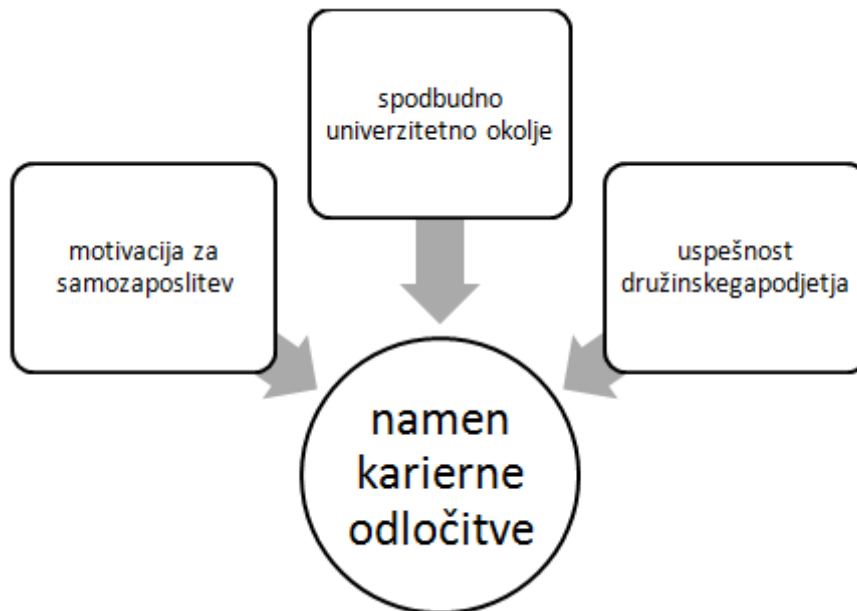 spodbudno
univerzitetno okolje
motivacija za
samozaposlitev
uspešnost
družinskegapodjetja
namen
karierne
odločitve